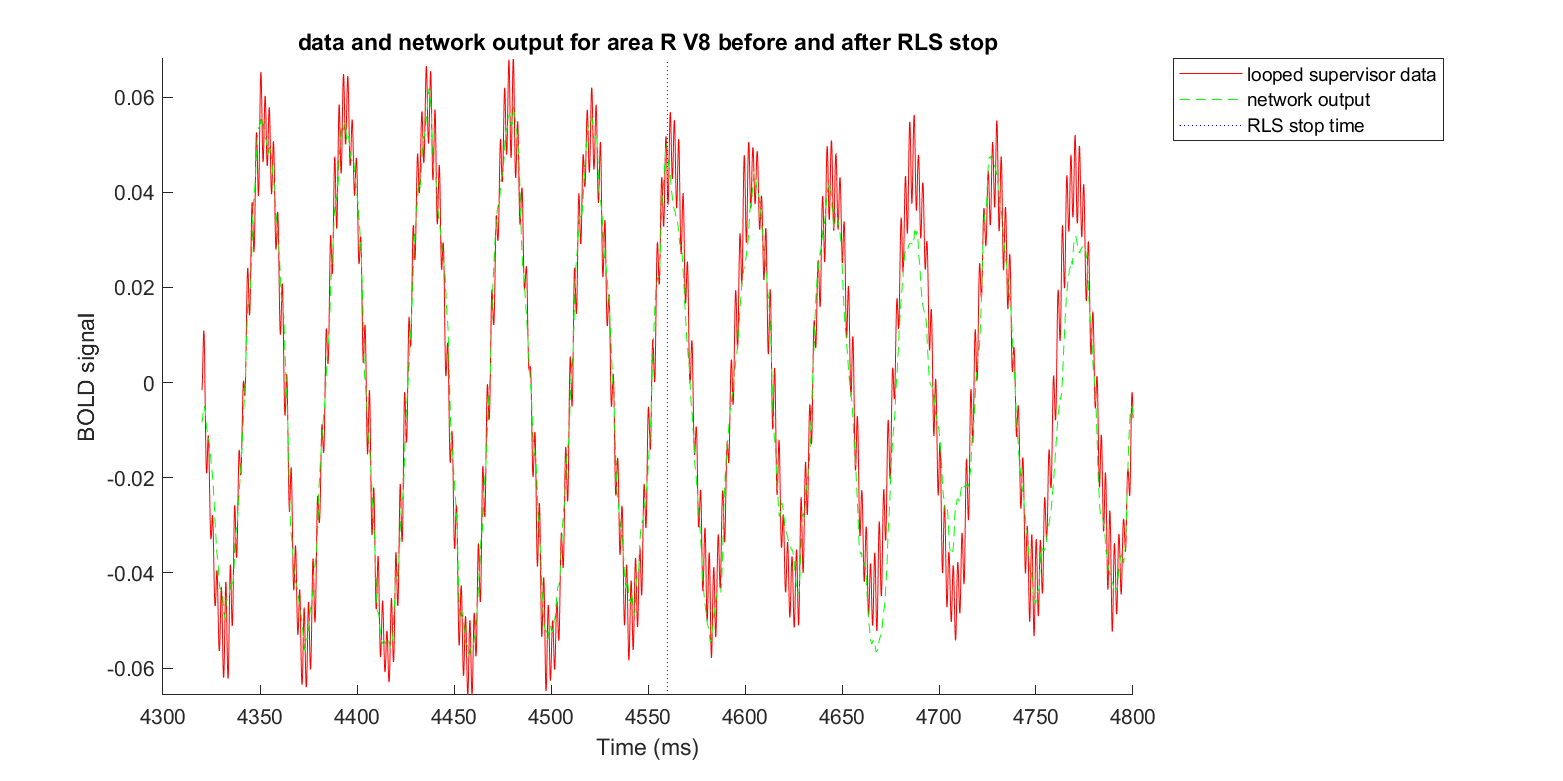 data and network output for area R V8 before and after RLS stop
looped supervisor data
network output
RLS stop time
0.06
0.04
0.02
0
-0.02
-0.04
-0.06
BOLD signal
4300 4350 4400 4450 4500 4550 4600 4650 4700 4750 4800
Time (ms)